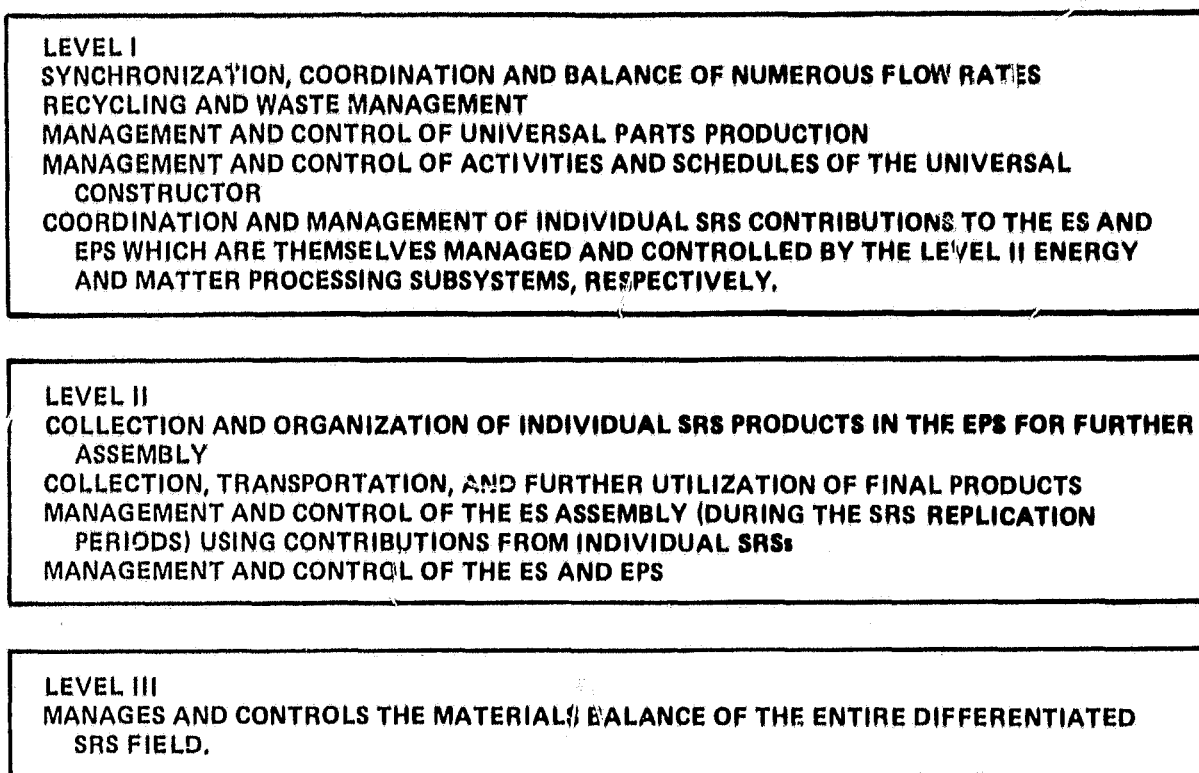 LEVEL I
SYNCHRONIZATION, COORDINATION AND BALANCE OF NUMEROUS FLOW RATES
RECYCLING AND WASTE MANAGEMENT
MANAGEMENT AND CONTROL OF UNIVERSAL PARTS PRODUCTION
MANAGEMENT AND CONTROL OF ACTIVITIES AND SCHEDULES OF THE UNIVERSAL
CONSTRUCTOR
COORDINATION AND MANAGEMENT OF INDIVIDUAL SRS CONTRIBUTIONS TO THE ES AND
EPS WHICH ARE THEMSELVES MANAGED AND CONTROLLED BY THE LEVEL II ENERGY
AND MATTER PROCESSING SUBSYSTEMS, RESPECTIVELY.
LEVEL II
COLLECTION AND ORGANIZATION OF INDIVIDUAL SRS PRODUCTS IN THE EPS FOR FURTHER
ASSEMBLY
COLLECTION, TRANSPORTATION, AND FURTHER UTILIZATION OF FINAL PRODUCTS
MANAGEMENT AND CONTROL OF THE ES ASSEMBLY (DURING THE SRS REPLICATION
PERIODS) USING CONTRIBUTIONS FROM INDIVIDUAL SRSs
MANAGEMENT AND CONTROL OF THE ES AND EPS
LEVEL III
MANAGES AND CONTROLS THE MATERIALS BALANCE OF THE ENTIRE DIFFERENTIATED
SRS FIELD.